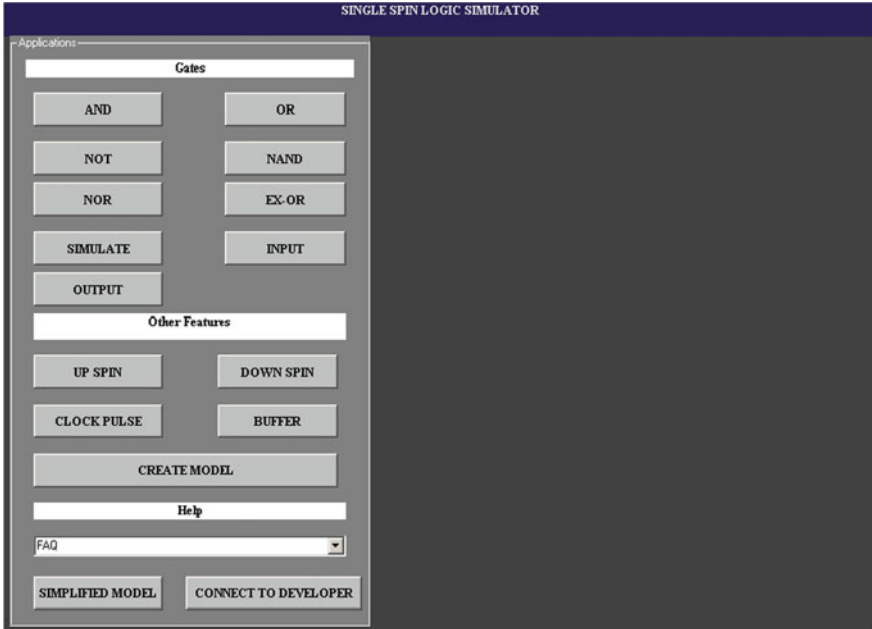 SINGLE SPIN LOGIC SIMULATOR
Applications
Gates
AND
OR
NOT
NAND
NOR
EX-OR
SIMULATE
INPUT
OUTPUT
Other Features
UP SPIN
DOWN SPIN
CLOCK PULSE
BUFFER
CREATE MODEL
Help
FAQ
SIMPLIFIED MODEL
CONNECT TO DEVELOPER